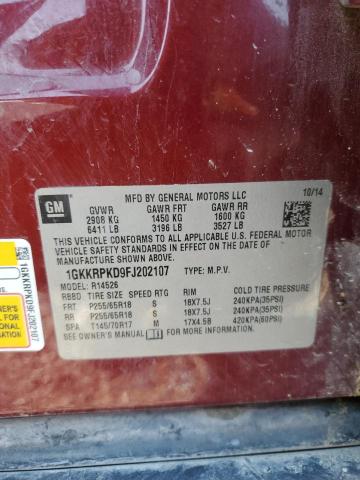 GM
MFD BY GENERAL MOTORS LLC 10/14
GVWR GAWR FRT GAWR RR
2908 KG 1450 KG 1600 KG
6411 LB 3196 LB 3527 LB
THIS VEHICLE CONFORMS TO ALL APPLICABLE U.S. FEDERAL
MOTOR VEHICLE SAFETY STANDARDS IN EFFECT ON THE DATE OF
MANUFACTURE SHOWN ABOVE.
1GKKRPKD9FJ202107 TYPE: M.P.V.
MODEL: R14526
RBBD TIRE SIZE SPEED RTG RIM COLD TIRE PRESSURE
FRT P255/65R18 S 18X7.5J 240KPA(35PSI)
RR P255/65R18 S 18X7.5J 240KPA(35PSI)
SPA T145/70R17 M 17X4.5B 420KPA(60PSI)
SEE OWNER'S MANUAL FOR ADDITIONAL INFORMATION.
1GKKRPKD9FJ202107
OWNER'S